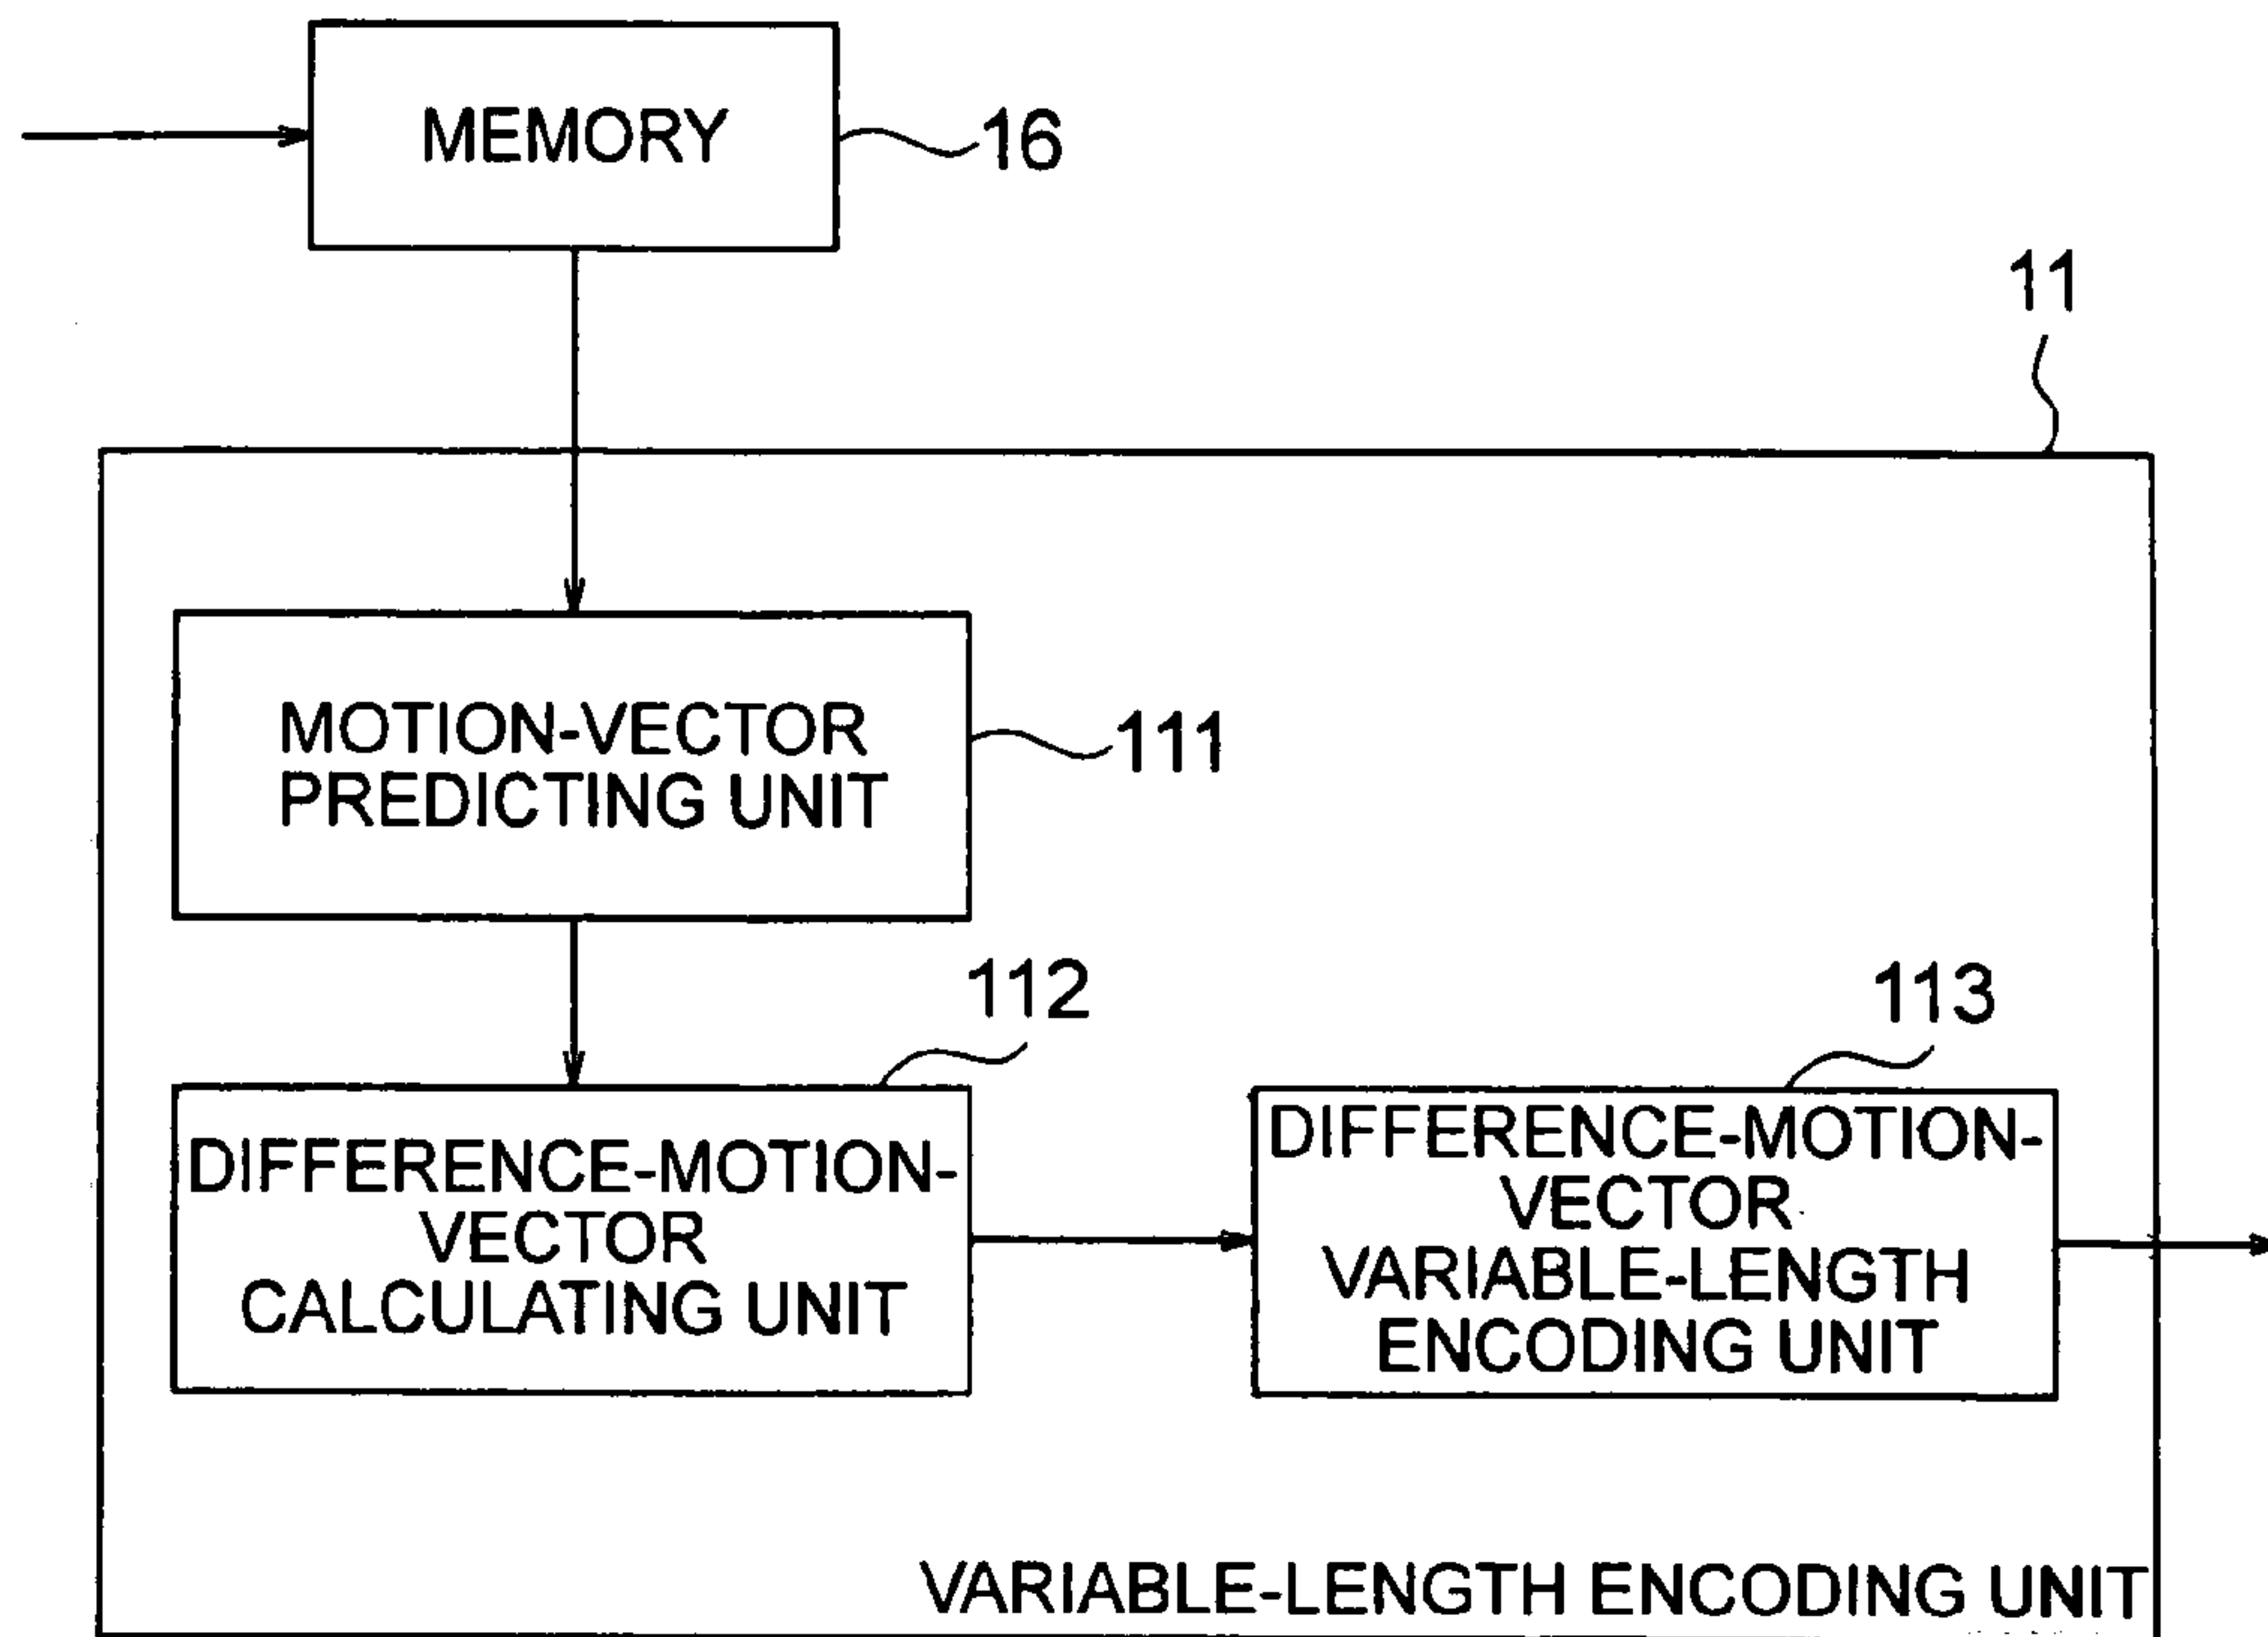 MEMORY
16
11
MOTION-VECTOR
PREDICTING UNIT
111
112
DIFFERENCE-MOTION-
VECTOR
CALCULATING UNIT
113
DIFFERENCE-MOTION-
VECTOR
VARIABLE-LENGTH
ENCODING UNIT
VARIABLE-LENGTH ENCODING UNIT